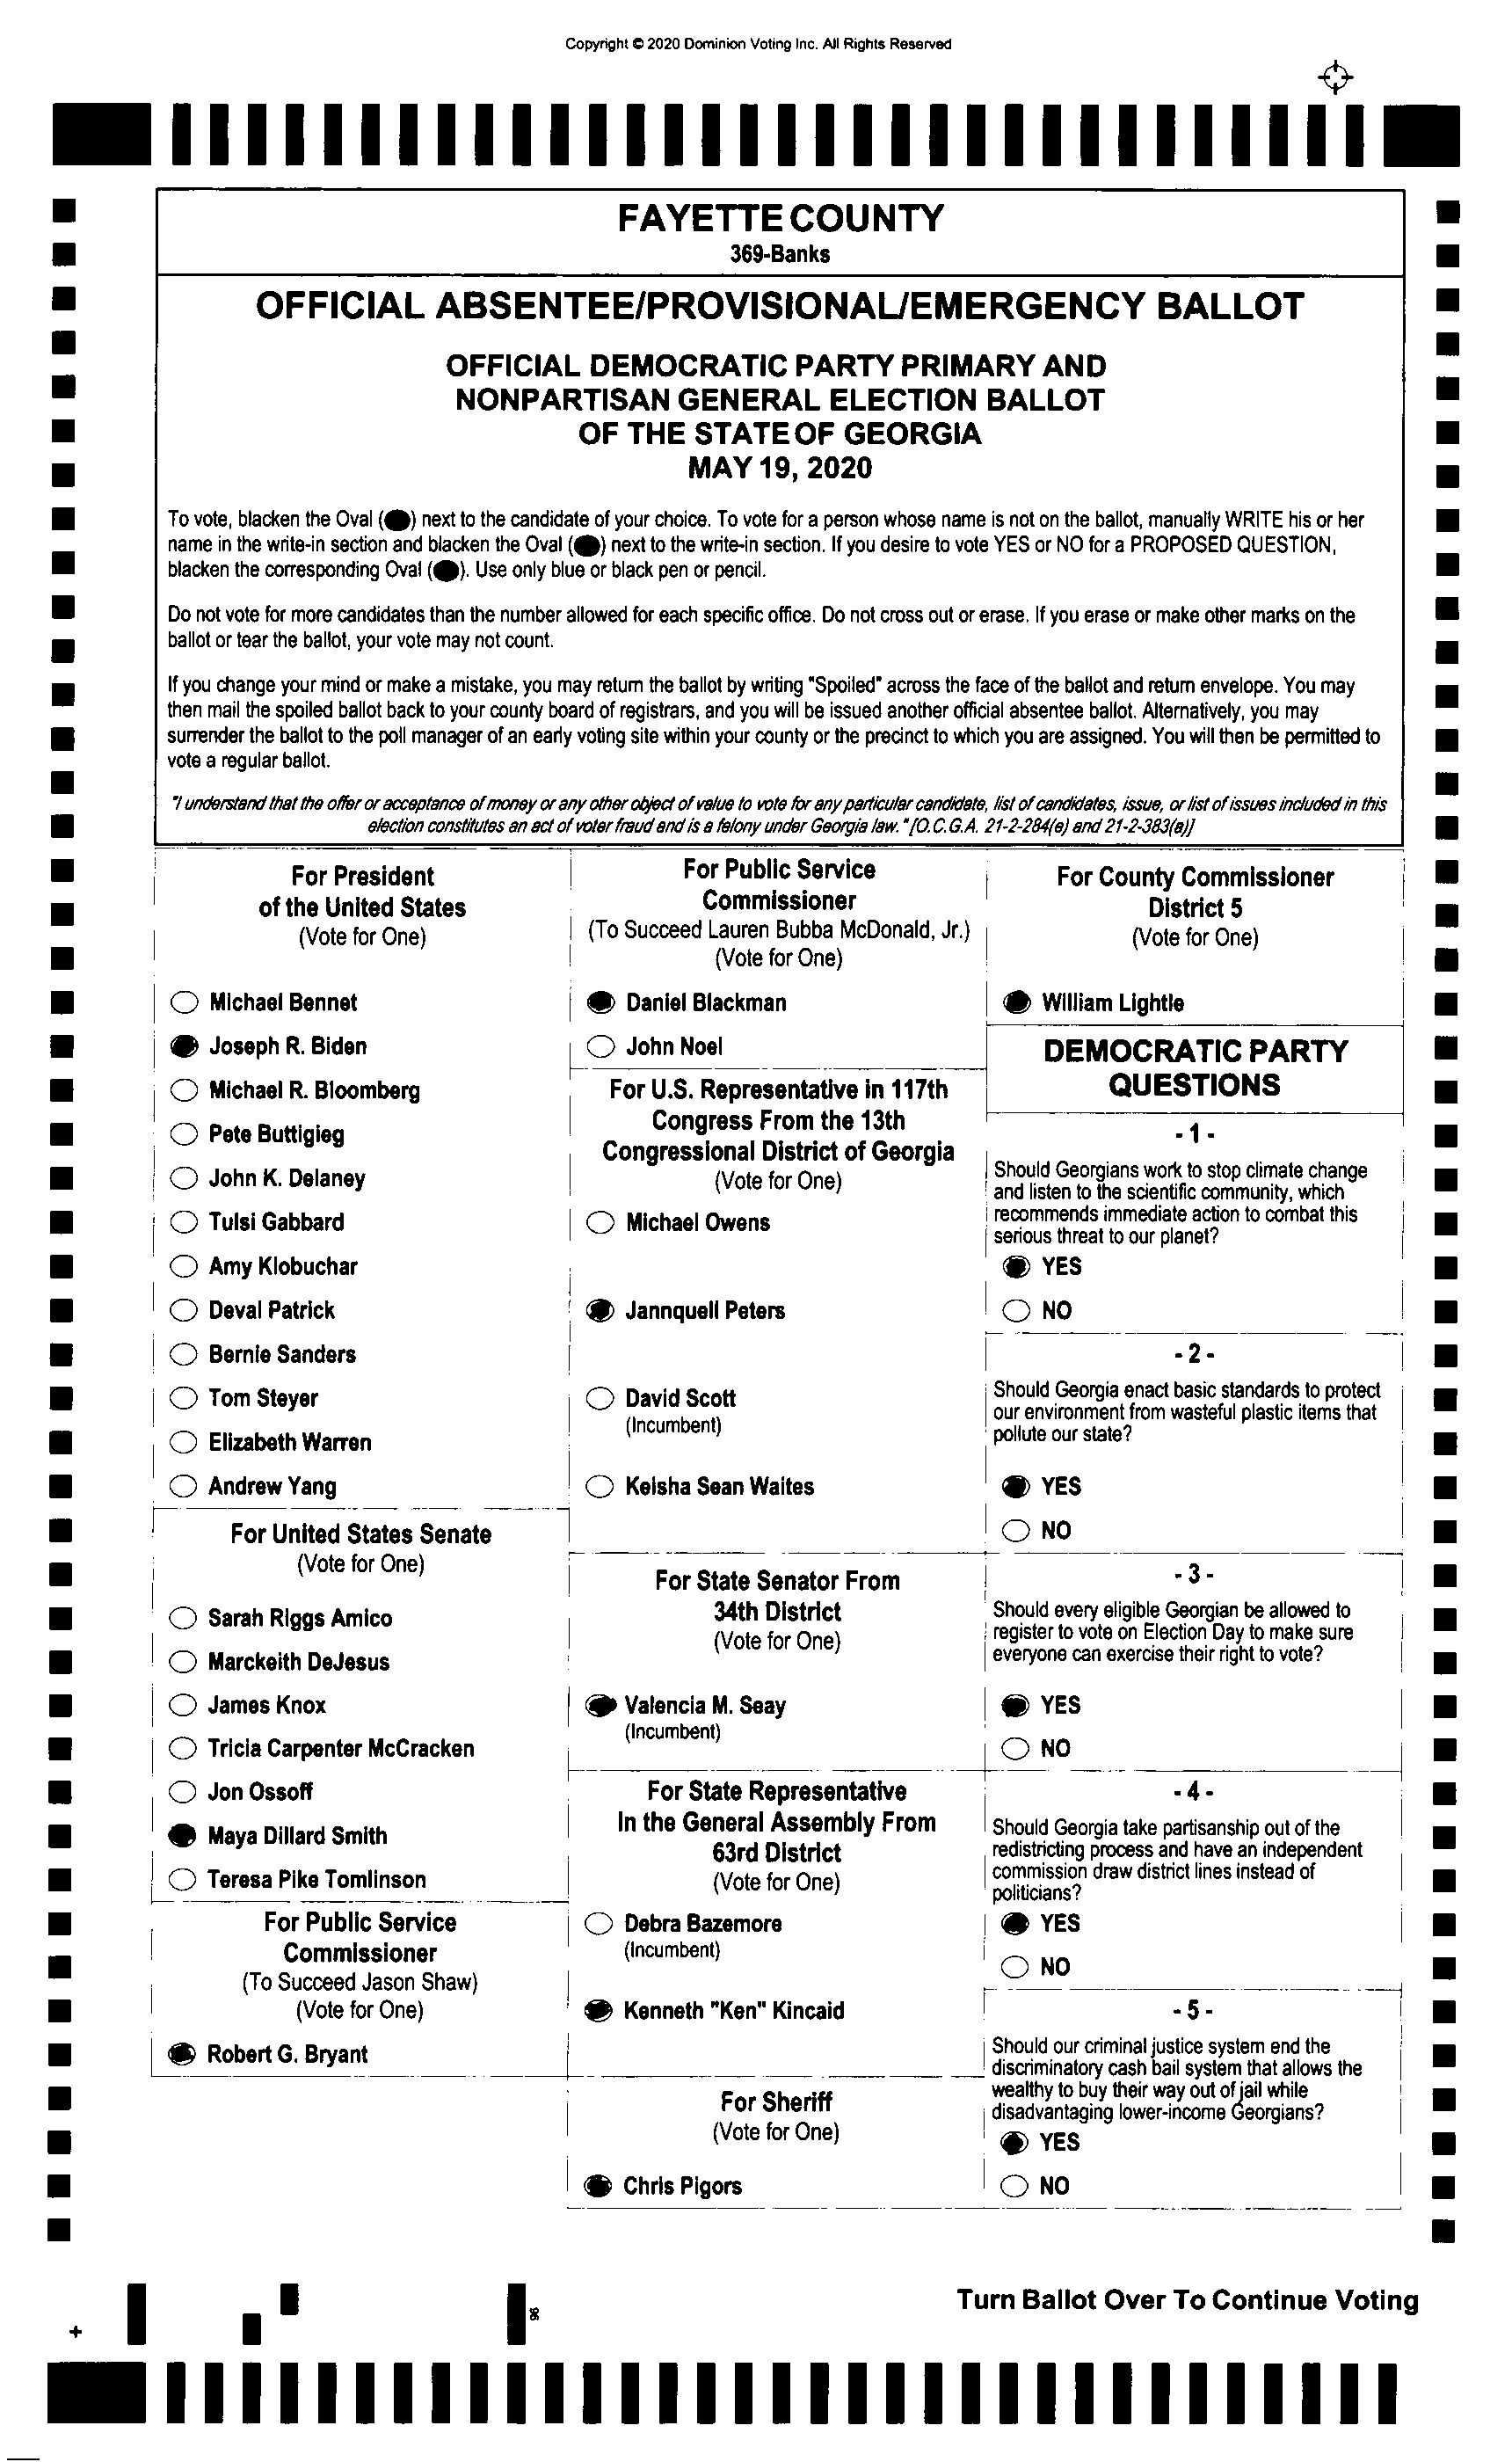 Copyright © 2020 Dominion Voting Inc. All Rights Reserved
FAYETTE COUNTY
369-Banks
OFFICIAL ABSENTEE/PROVISIONAL/EMERGENCY BALLOT
OFFICIAL DEMOCRATIC PARTY PRIMARY AND
NONPARTISAN GENERAL ELECTION BALLOT
OF THE STATE OF GEORGIA
MAY 19, 2020
To vote, blacken the Oval ( ) next to the candidate of your choice. To vote for a person whose name is not on the ballot, manually WRITE his or her
name in the write-in section and blacken the Oval ( ) next to the write-in section. If you desire to vote YES or NO for a PROPOSED QUESTION,
blacken the corresponding Oval ( ). Use only blue or black pen or pencil.
Do not vote for more candidates than the number allowed for each specific office. Do not cross out or erase. If you erase or make other marks on the
ballot or tear the ballot, your vote may not count.
If you change your mind or make a mistake, you may return the ballot by writing "Spoiled" across the face of the ballot and return envelope. You may
then mail the spoiled ballot back to your county board of registrars, and you will be issued another official absentee ballot. Alternatively, you may
surrender the ballot to the poll manager of an early voting site within your county or the precinct to which you are assigned. You will then be permitted to
vote a regular ballot.
"I understand that the offer or acceptance of money or any other object of value to vote for any particular candidate, list of candidates, issue, or list of issues included in this
election constitutes an act of voter fraud and is a felony under Georgia law." [O.C.G.A. 21-2-284(e) and 21-2-383(a)]
For President
of the United States
(Vote for One)
Michael Bennet
Joseph R. Biden
Michael R. Bloomberg
Pete Buttigieg
John K. Delaney
Tulsi Gabbard
Amy Klobuchar
Deval Patrick
Bernie Sanders
Tom Steyer
Elizabeth Warren
Andrew Yang
For United States Senate
(Vote for One)
Sarah Riggs Amico
Marckeith DeJesus
James Knox
Tricia Carpenter McCracken
Jon Ossoff
Maya Dillard Smith
Teresa Pike Tomlinson
For Public Service
Commissioner
(To Succeed Jason Shaw)
(Vote for One)
Robert G. Bryant
For Public Service
Commissioner
(To Succeed Lauren Bubba McDonald, Jr.)
(Vote for One)
Daniel Blackman
John Noel
For U.S. Representative in 117th
Congress From the 13th
Congressional District of Georgia
(Vote for One)
Michael Owens
Jannquell Peters
David Scott
(Incumbent)
Keisha Sean Waites
For State Senator From
34th District
(Vote for One)
Valencia M. Seay
(Incumbent)
For State Representative
In the General Assembly From
63rd District
(Vote for One)
Debra Bazemore
(Incumbent)
Kenneth "Ken" Kincaid
For Sheriff
(Vote for One)
Chris Pigors
For County Commissioner
District 5
(Vote for One)
William Lightle
DEMOCRATIC PARTY
QUESTIONS
- 1 -
Should Georgians work to stop climate change
and listen to the scientific community, which
recommends immediate action to combat this
serious threat to our planet?
YES
NO
- 2 -
Should Georgia enact basic standards to protect
our environment from wasteful plastic items that
pollute our state?
YES
NO
- 3 -
Should every eligible Georgian be allowed to
register to vote on Election Day to make sure
everyone can exercise their right to vote?
YES
NO
- 4 -
Should Georgia take partisanship out of the
redistricting process and have an independent
commission draw district lines instead of
politicians?
YES
NO
- 5 -
Should our criminal justice system end the
discriminatory cash bail system that allows the
wealthy to buy their way out of jail while
disadvantaging lower-income Georgians?
YES
NO
Turn Ballot Over To Continue Voting
96